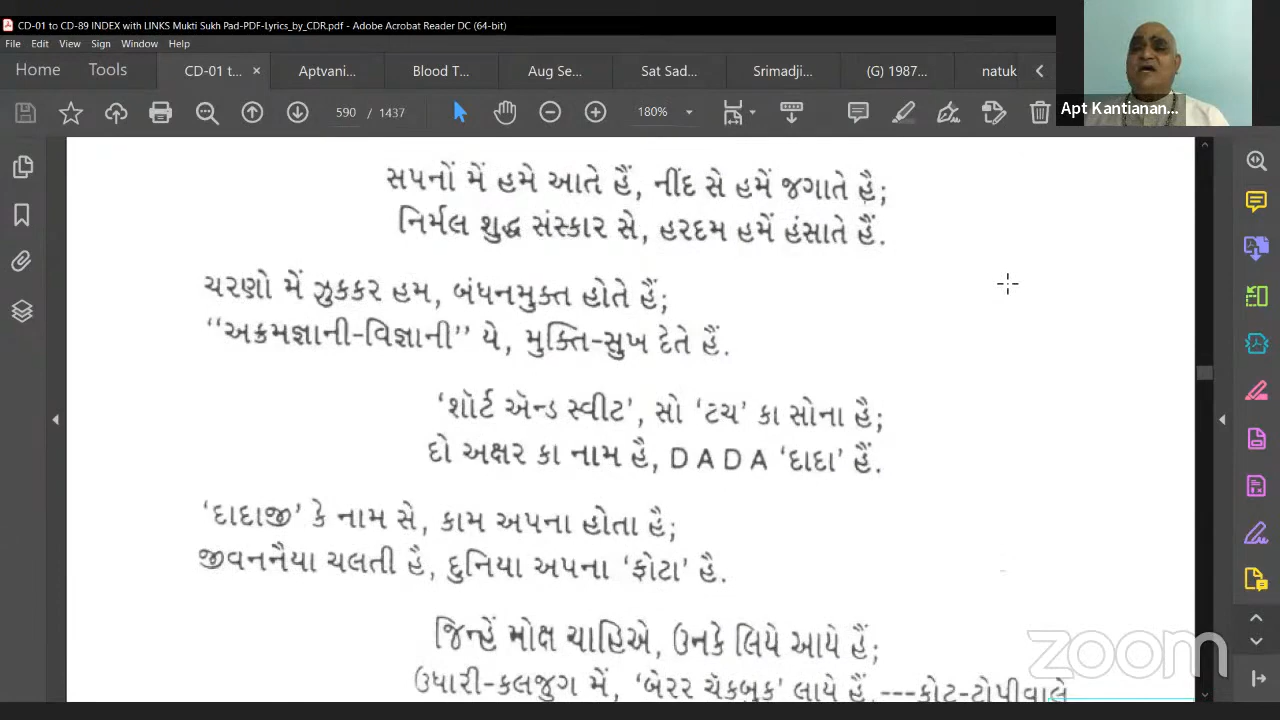 CD-01 to CD-89 INDEX with LINKS Mukti Sukh Pad-PDF-Lyrics_by_CDR.pdf - Adobe Acrobat Reader DC (64-bit)
File Edit View Sign Window Help
Home Tools CD-01 t... × Aptvani... Blood T... Aug Se... Sat Sad... Srimadji... (G) 1987... natuk
590 / 1437 180%
Apt Kantianan...
સપનોં મેં હમે આતે હૈં, નીંદ સે હમેં જગાતે હૈ;
નિર્મલ શુદ્ધ સંસ્કાર સે, હરદમ હમેં હંસાતે હૈં.
ચરણો મેં ઝુકકર હમ, બંધનમુક્ત હોતે હૈં;
“અક્રમજ્ઞાની-વિજ્ઞાની” યે, મુક્તિ-સુખ દેતે હૈં.
‘શૉર્ટ ઍન્ડ સ્વીટ’, સો ‘ટચ’ કા સોના હૈ;
દો અક્ષર કા નામ હૈ, D A D A ‘દાદા’ હૈં.
‘દાદાજી’ કે નામ સે, કામ અપના હોતા હૈ;
જીવનનૈયા ચલતી હૈ, દુનિયા અપના ‘ફોટા’ હૈ.
જિન્હેં મોક્ષ ચાહિએ, ઉનકે લિયે આયે હૈં;
ઉધારી-કલજુગ મેં, ‘બેરર ચૅકબુક’ લાયે હૈં.---કોટ-ટોપીવાલે
zoom